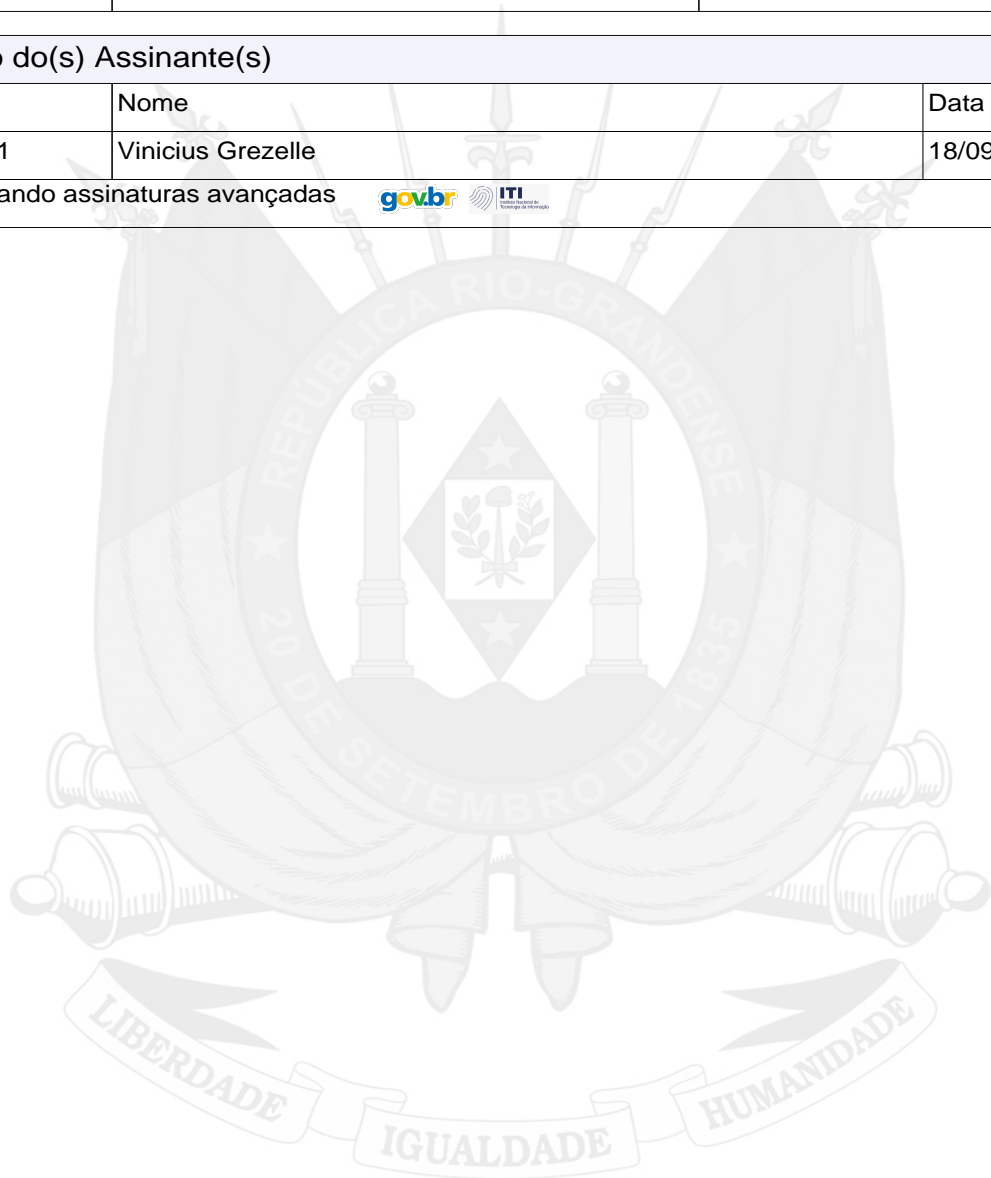 o do(s) Assinante(s)
Nome Data
1 Vinicius Grezelle 18/09
ando assinaturas avançadas gov.br ITI
REPÚBLICA RIO-GRANDENSE
20 DE SETEMBRO DE 1835
LIBERDADE IGUALDADE HUMANIDADE